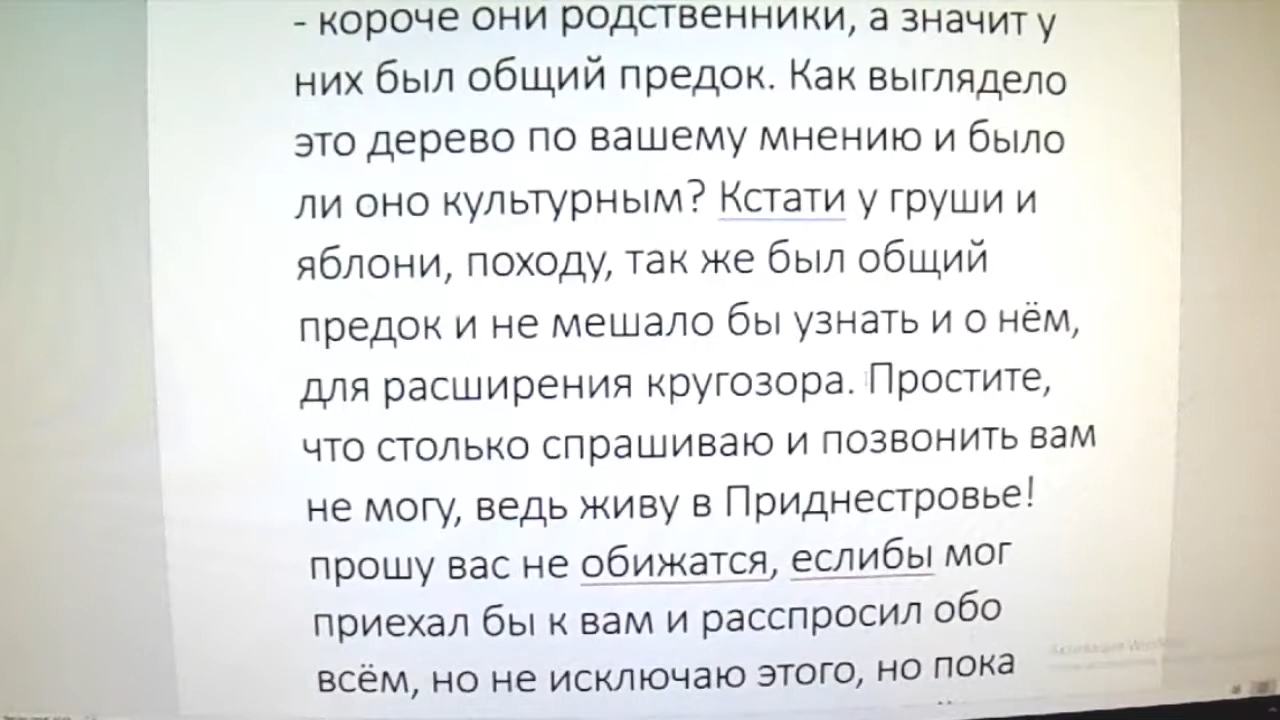 - короче они родственники, а значит у
них был общий предок. Как выглядело
это дерево по вашему мнению и было
ли оно культурным? Кстати у груши и
яблони, походу, так же был общий
предок и не мешало бы узнать и о нём,
для расширения кругозора. Простите,
что столько спрашиваю и позвонить вам
не могу, ведь живу в Приднестровье!
прошу вас не обижатся, еслибы мог
приехал бы к вам и расспросил обо
всём, но не исключаю этого, но пока